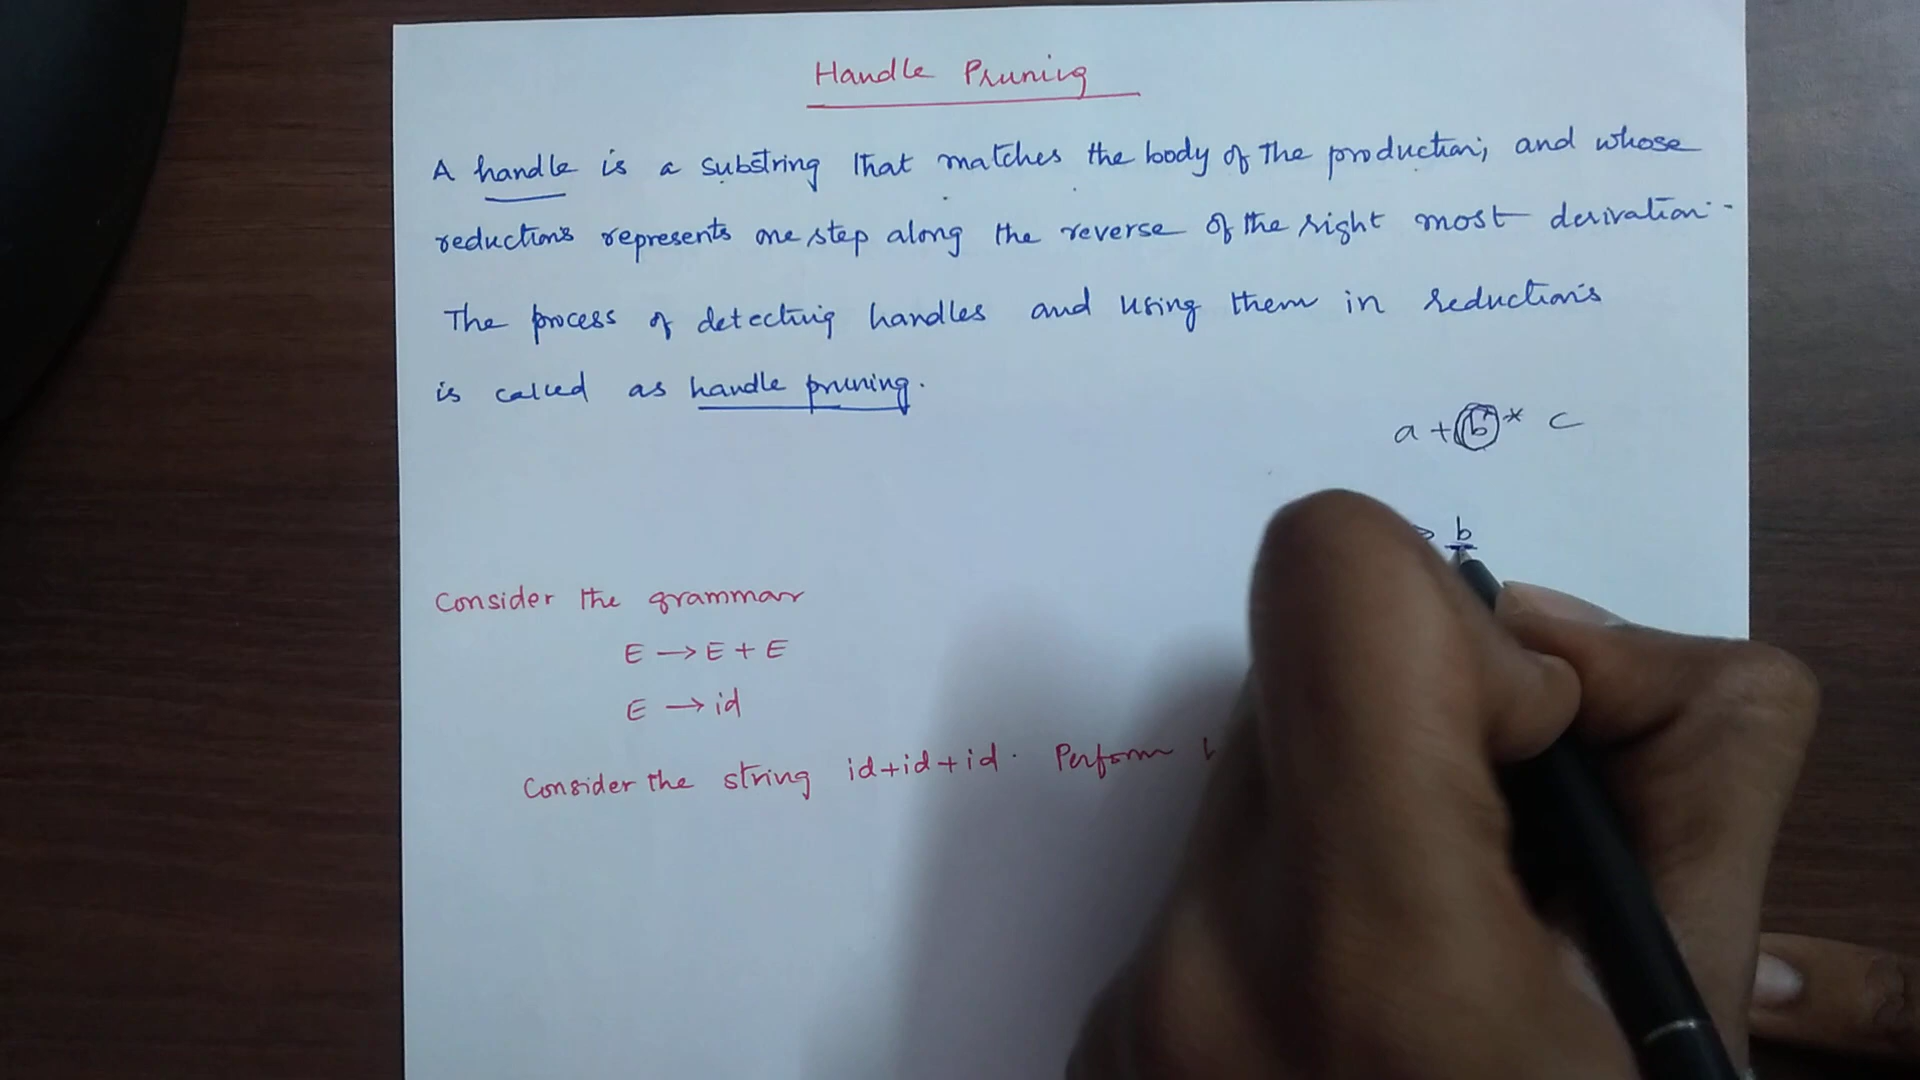 Handle Pruning
A handle is a substring that matches the body of the production; and whose
reductions represents one step along the reverse of the right most derivation.
The process of detecting handles and using them in reductions
is called as handle pruning.
a + b * c
b
Consider the grammar
E → E + E
E → id
Consider the string id+id+id. Perform